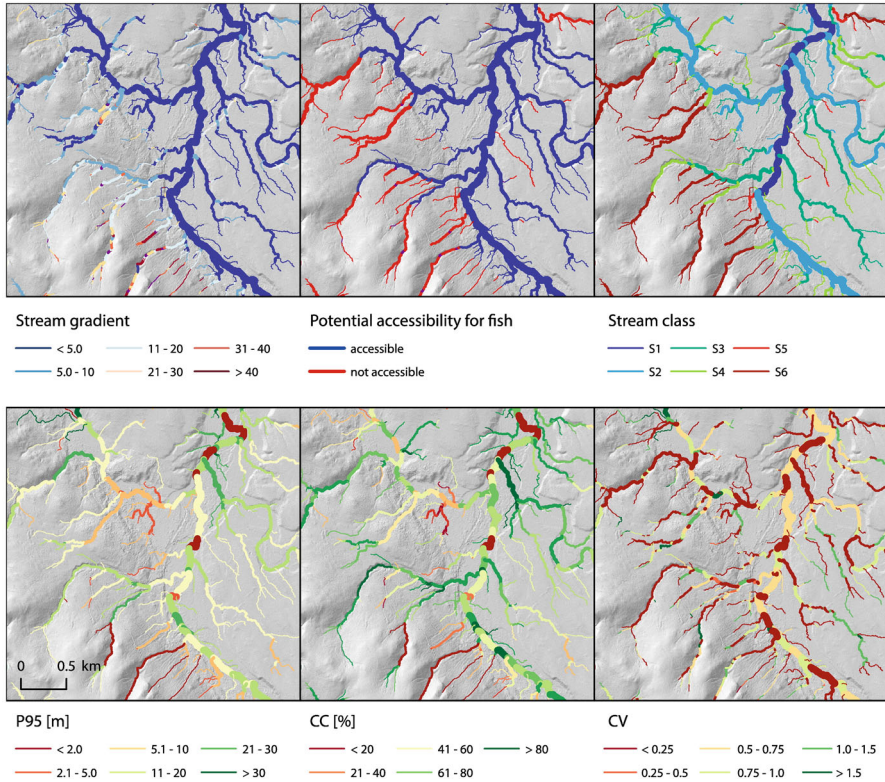 Stream gradient
< 5.0 11 - 20 31 - 40
5.0 - 10 21 - 30 > 40
Potential accessibility for fish
accessible
not accessible
Stream class
S1 S3 S5
S2 S4 S6
0 0.5 km
P95 [m]
< 2.0 5.1 - 10 21 - 30
2.1 - 5.0 11 - 20 > 30
CC [%]
< 20 41 - 60 > 80
21 - 40 61 - 80
CV
< 0.25 0.5 - 0.75 1.0 - 1.5
0.25 - 0.5 0.75 - 1.0 > 1.5